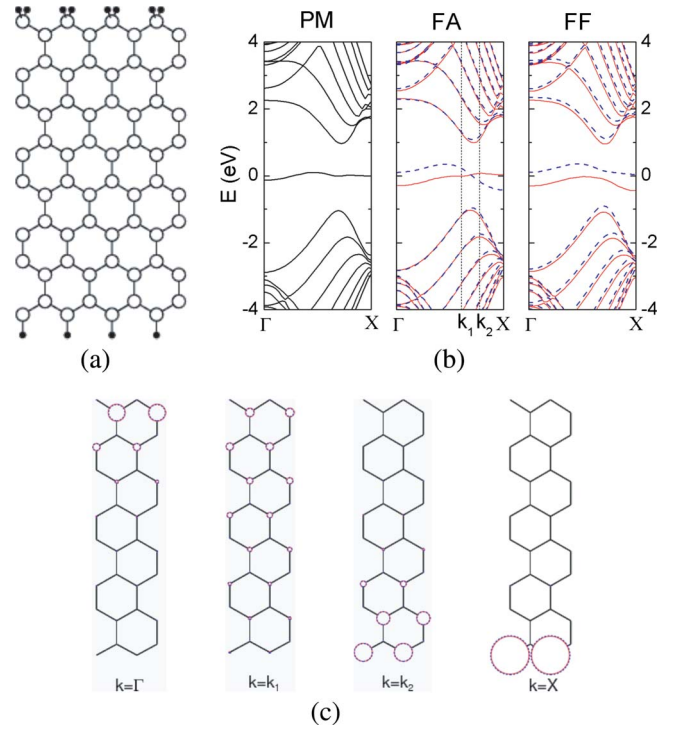 PM FA FF
4 4
2 2
E (eV) 0 0
-2 -2
-4 -4
Γ X Γ k₁ k₂ X Γ X
(a) (b)
k=Γ k=k₁ k=k₂ k=X
(c)